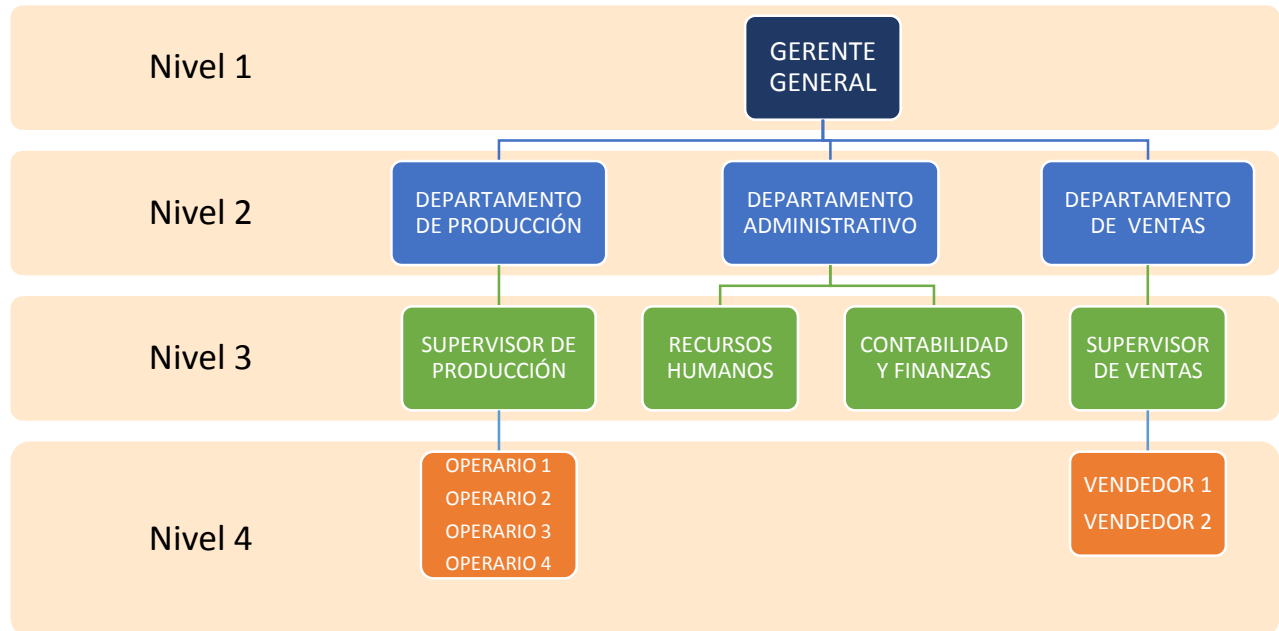 Nivel 1
GERENTE
GENERAL
Nivel 2
DEPARTAMENTO
DE PRODUCCIÓN
DEPARTAMENTO
ADMINISTRATIVO
DEPARTAMENTO
DE VENTAS
Nivel 3
SUPERVISOR DE
PRODUCCIÓN
RECURSOS
HUMANOS
CONTABILIDAD
Y FINANZAS
SUPERVISOR
DE VENTAS
Nivel 4
OPERARIO 1
OPERARIO 2
OPERARIO 3
OPERARIO 4
VENDEDOR 1
VENDEDOR 2